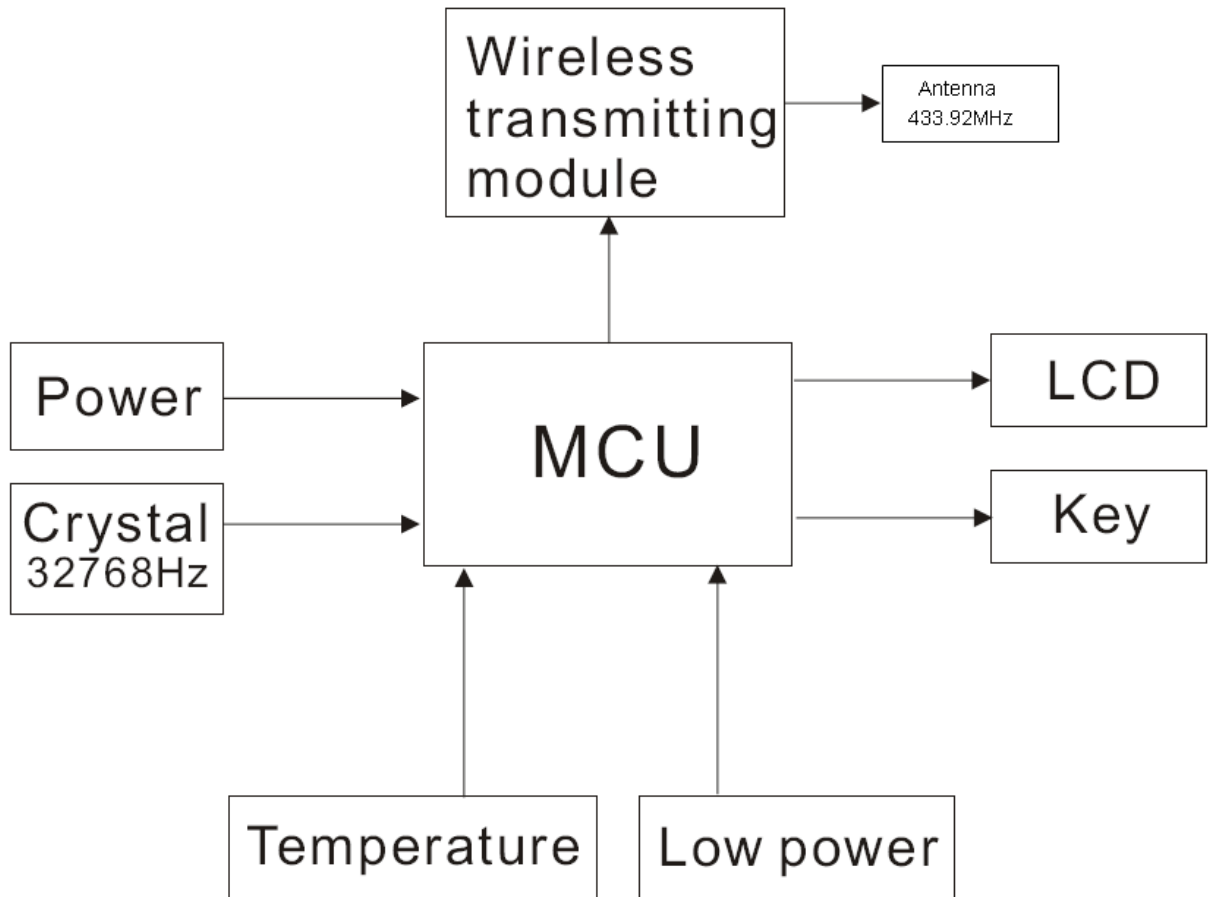 Wireless
transmitting
module
Antenna
433.92MHz
Power
MCU
LCD
Crystal
32768Hz
Key
Temperature
Low power